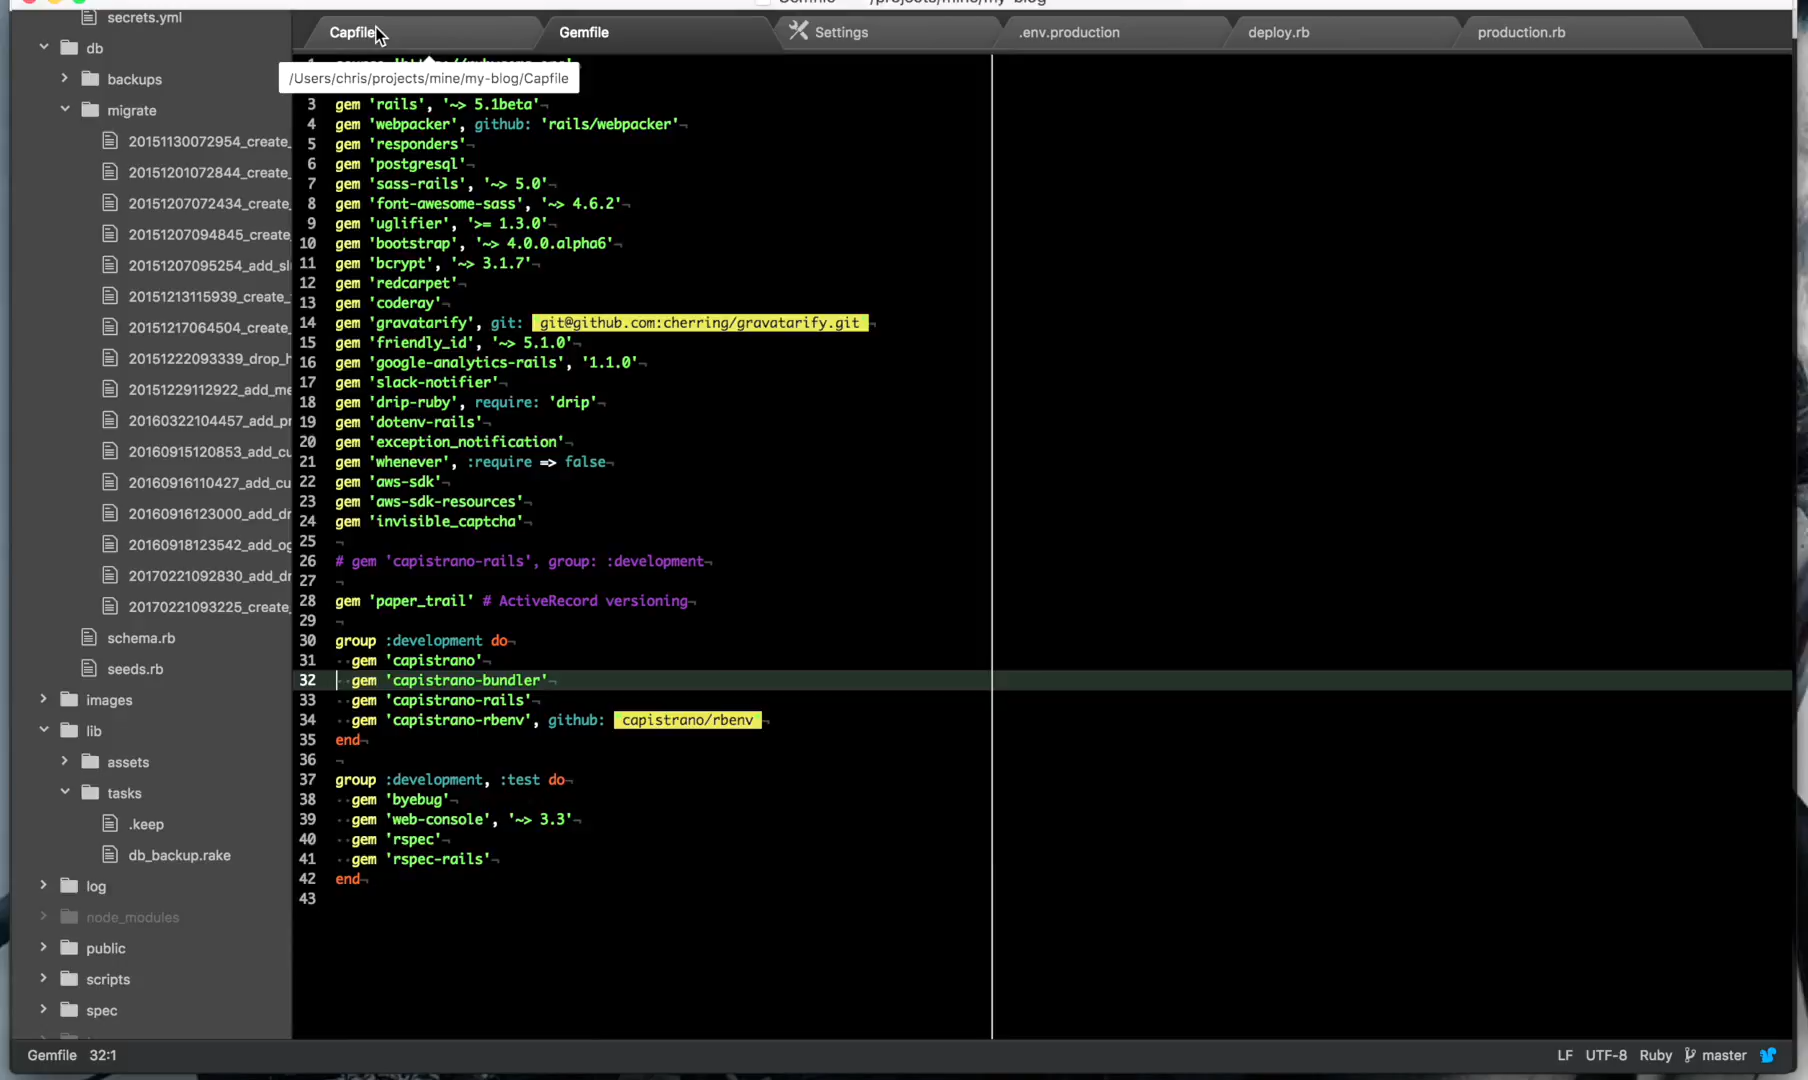 Gemfile — ~/projects/mine/my-blog
Capfile
Gemfile
Settings
.env.production
deploy.rb
production.rb
/Users/chris/projects/mine/my-blog/Capfile
secrets.yml
db
backups
migrate
20151130072954_create_
20151201072844_create_
20151207072434_create_
20151207094845_create_
20151207095254_add_sl
20151213115939_create_
20151217064504_create_
20151222093339_drop_h
20151229112922_add_me
20160322104457_add_pr
20160915120853_add_cu
20160916110427_add_cu
20160916123000_add_dr
20160918123542_add_og
20170221092830_add_dr
20170221093225_create_
schema.rb
seeds.rb
images
lib
assets
tasks
.keep
db_backup.rake
log
node_modules
public
scripts
spec
3 gem 'rails', '~> 5.1beta'¬
4 gem 'webpacker', github: 'rails/webpacker'¬
5 gem 'responders'¬
6 gem 'postgresql'¬
7 gem 'sass-rails', '~> 5.0'¬
8 gem 'font-awesome-sass', '~> 4.6.2'¬
9 gem 'uglifier', '>= 1.3.0'¬
10 gem 'bootstrap', '~> 4.0.0.alpha6'¬
11 gem 'bcrypt', '~> 3.1.7'¬
12 gem 'redcarpet'¬
13 gem 'coderay'¬
14 gem 'gravatarify', git: 'git@github.com:cherring/gravatarify.git'¬
15 gem 'friendly_id', '~> 5.1.0'¬
16 gem 'google-analytics-rails', '1.1.0'¬
17 gem 'slack-notifier'¬
18 gem 'drip-ruby', require: 'drip'¬
19 gem 'dotenv-rails'¬
20 gem 'exception_notification'¬
21 gem 'whenever', :require => false¬
22 gem 'aws-sdk'¬
23 gem 'aws-sdk-resources'¬
24 gem 'invisible_captcha'¬
25 ¬
26 # gem 'capistrano-rails', group: :development¬
27 ¬
28 gem 'paper_trail' # ActiveRecord versioning¬
29 ¬
30 group :development do¬
31 ··gem 'capistrano'¬
32 ··gem 'capistrano-bundler'¬
33 ··gem 'capistrano-rails'¬
34 ··gem 'capistrano-rbenv', github: 'capistrano/rbenv'¬
35 end¬
36 ¬
37 group :development, :test do¬
38 ··gem 'byebug'¬
39 ··gem 'web-console', '~> 3.3'¬
40 ··gem 'rspec'¬
41 ··gem 'rspec-rails'¬
42 end¬
43
Gemfile 32:1
LF UTF-8 Ruby master